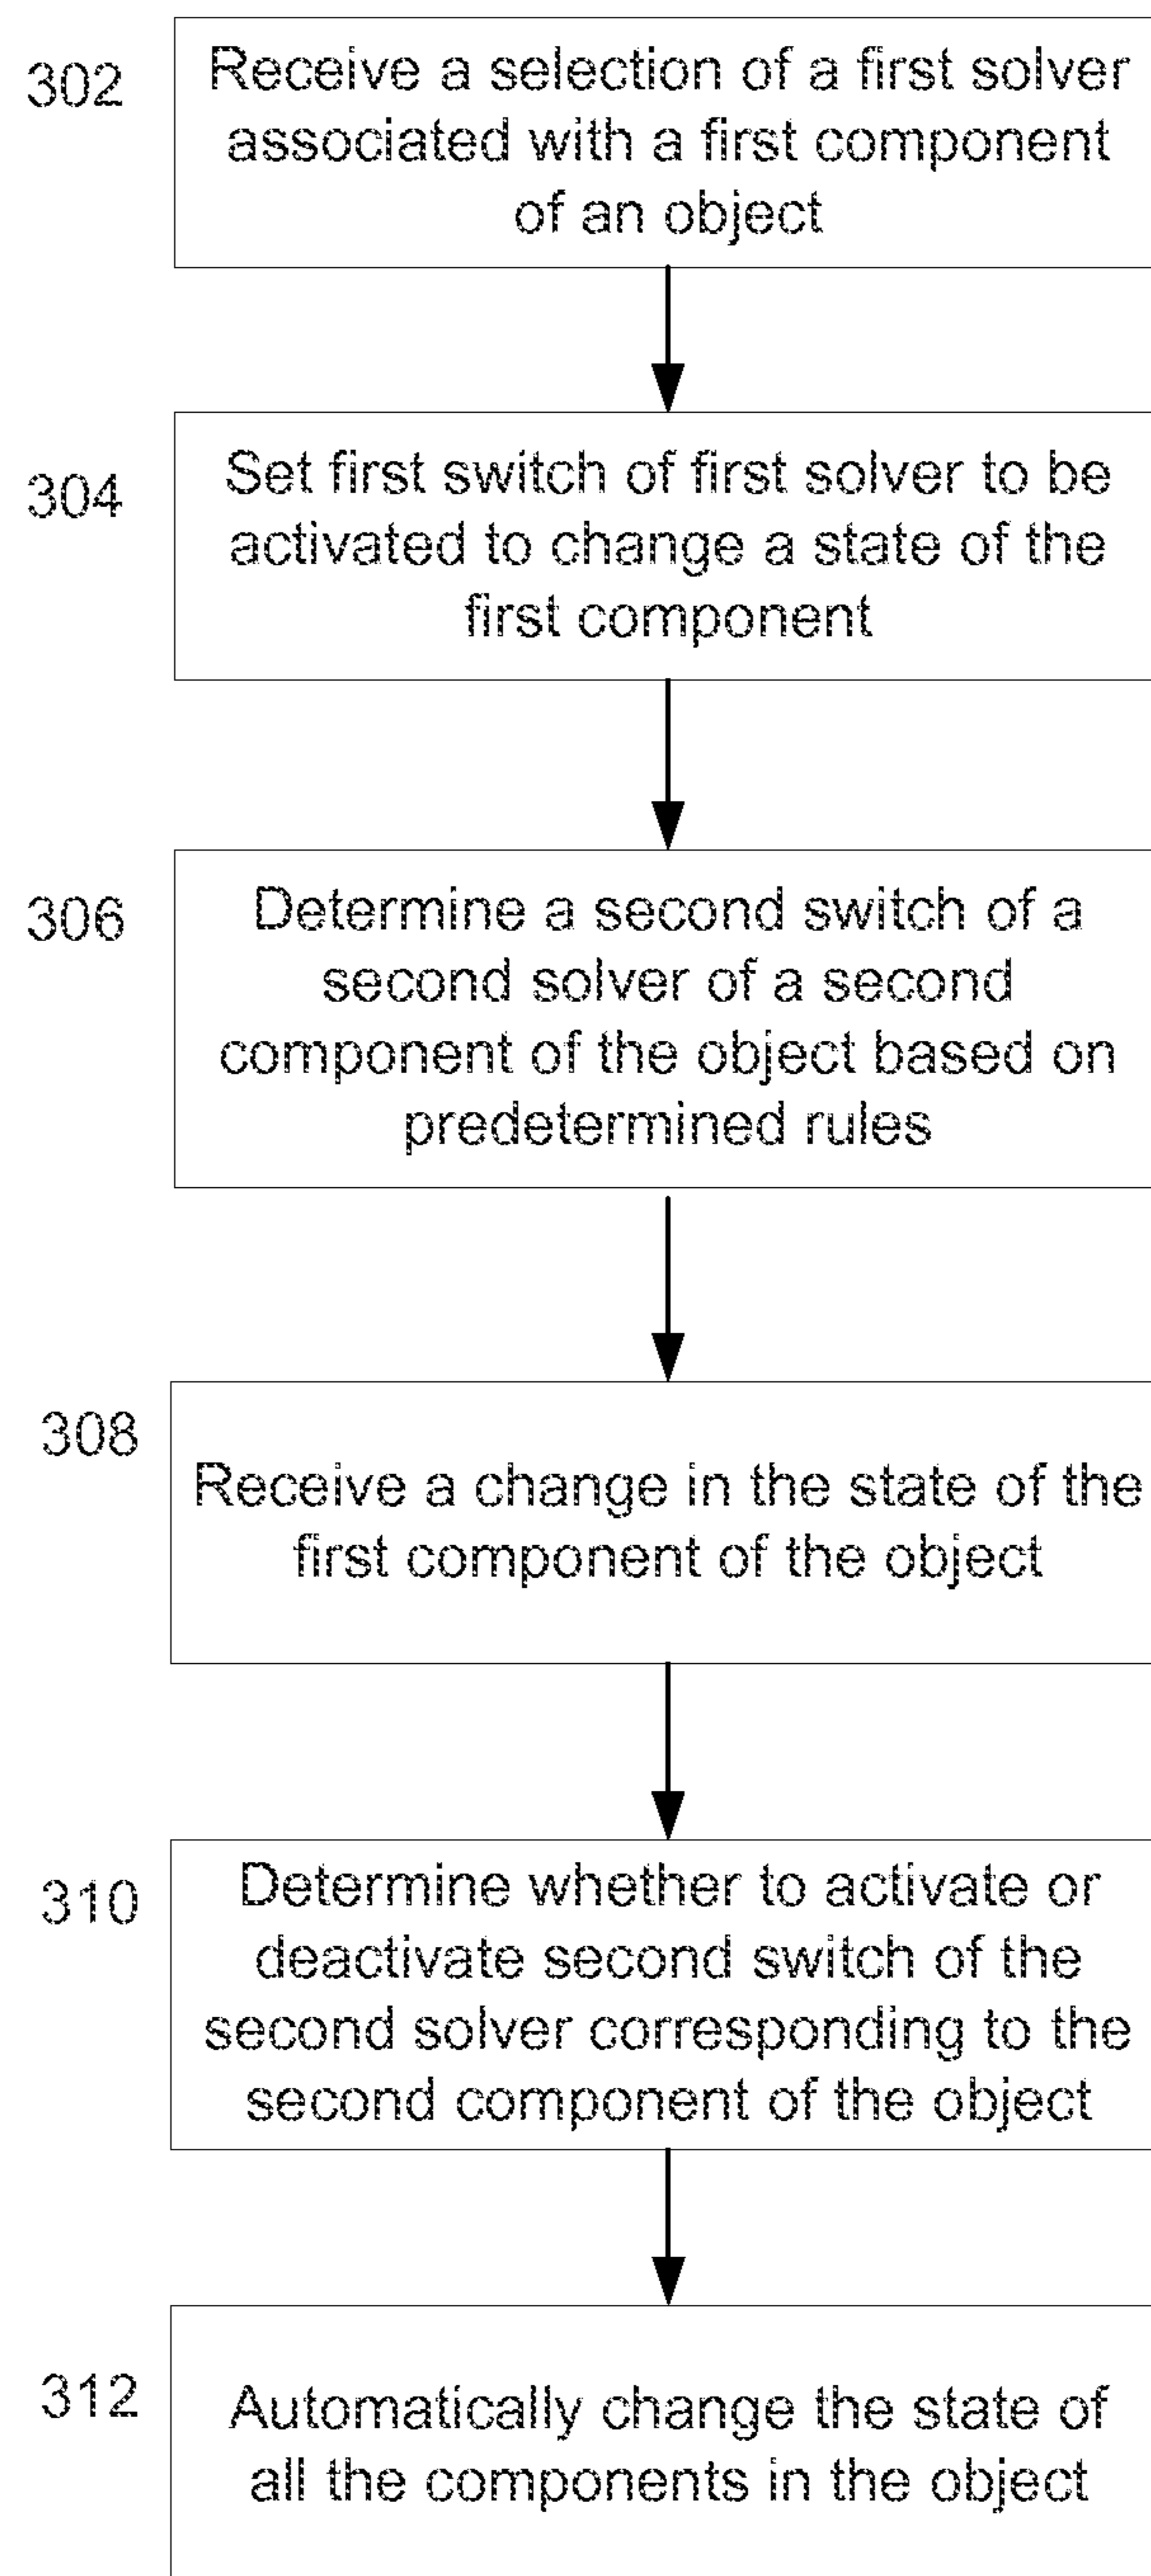 302
Receive a selection of a first solver
associated with a first component
of an object
304
Set first switch of first solver to be
activated to change a state of the
first component
306
Determine a second switch of a
second solver of a second
component of the object based on
predetermined rules
308
Receive a change in the state of the
first component of the object
310
Determine whether to activate or
deactivate second switch of the
second solver corresponding to the
second component of the object
312
Automatically change the state of
all the components in the object